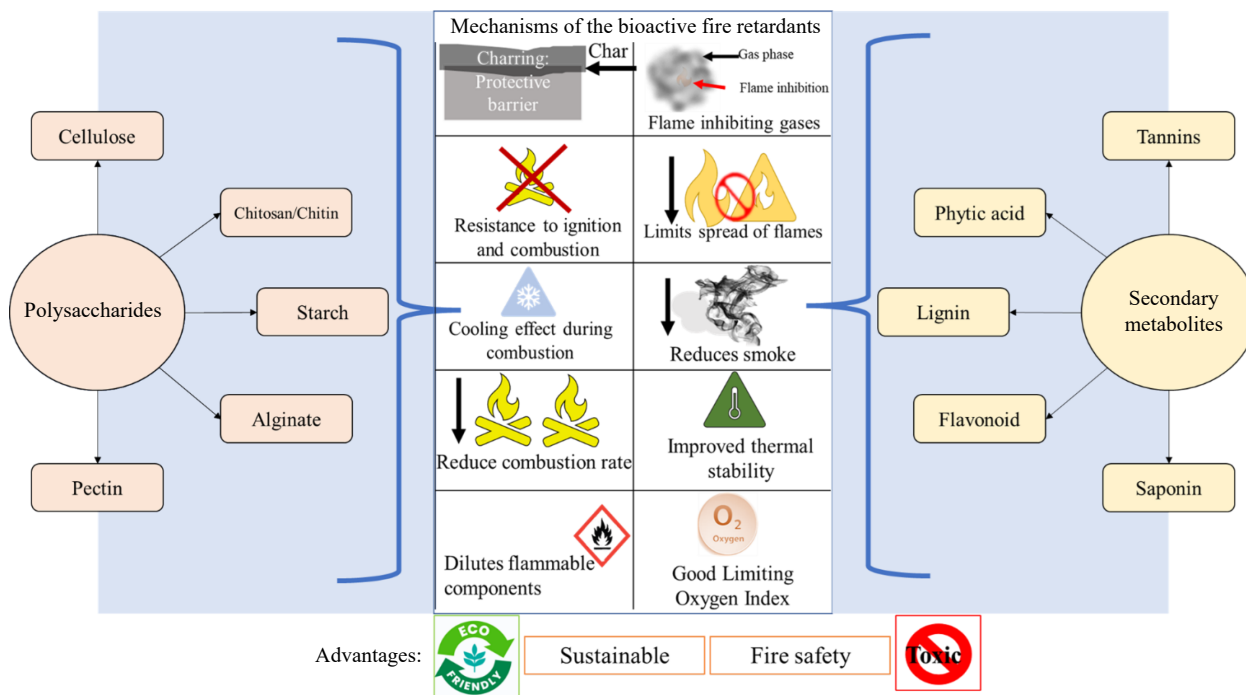 Mechanisms of the bioactive fire retardants
Charring:
Protective
barrier
Char
Gas phase
Flame inhibition
Flame inhibiting gases
Resistance to ignition
and combustion
Limits spread of flames
Cooling effect during
combustion
Reduces smoke
Reduce combustion rate
Improved thermal
stability
Dilutes flammable
components
O2
Oxygen
Good Limiting
Oxygen Index
Polysaccharides
Cellulose
Chitosan/Chitin
Starch
Alginate
Pectin
Secondary
metabolites
Tannins
Phytic acid
Lignin
Flavonoid
Saponin
Advantages:
ECO
FRIENDLY
Sustainable
Fire safety
Toxic